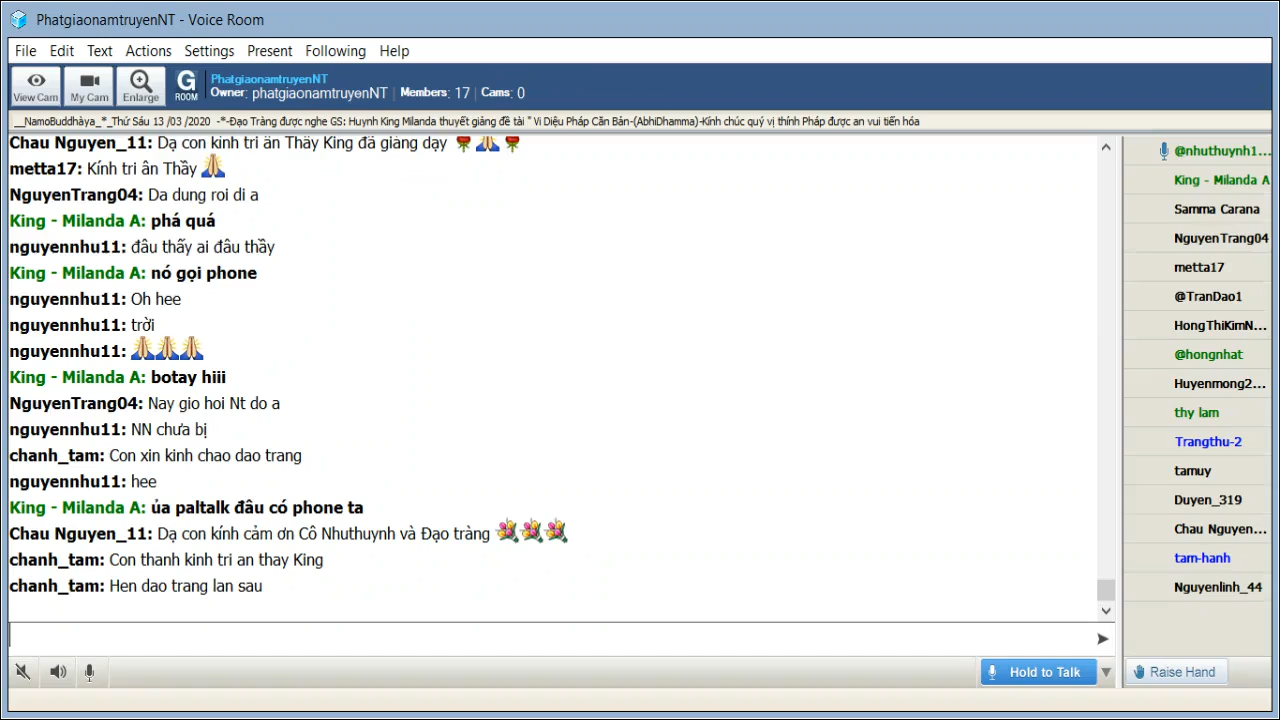 PhatgiaonamtruyenNT - Voice Room
File Edit Text Actions Settings Present Following Help
View Cam My Cam Enlarge G ROOM
PhatgiaonamtruyenNT
Owner: phatgiaonamtruyenNT | Members: 17 | Cams: 0
__NamoBuddhàya_*_Thứ Sáu 13 /03 /2020 -*-Đạo Tràng được nghe GS: Huynh King Milanda thuyết giảng đề tài " Vi Diệu Pháp Căn Bản-(AbhiDhamma)-Kính chúc quý vị thính Pháp được an vui tiến hóa
Chau Nguyen_11: Dạ con kinh tri ân Thầy King đã giảng dạy
metta17: Kính tri ân Thầy
NguyenTrang04: Da dung roi di a
King - Milanda A: phá quá
nguyennhu11: đâu thấy ai đâu thầy
King - Milanda A: nó gọi phone
nguyennhu11: Oh hee
nguyennhu11: trời
nguyennhu11:
King - Milanda A: botay hiii
NguyenTrang04: Nay gio hoi Nt do a
nguyennhu11: NN chưa bị
chanh_tam: Con xin kinh chao dao trang
nguyennhu11: hee
King - Milanda A: ủa paltalk đâu có phone ta
Chau Nguyen_11: Dạ con kính cảm ơn Cô Nhuthuynh và Đạo tràng
chanh_tam: Con thanh kinh tri an thay King
chanh_tam: Hen dao trang lan sau
@nhuthuynh1...
King - Milanda A
Samma Carana
NguyenTrang04
metta17
@TranDao1
HongThiKimN...
@hongnhat
Huyenmong2...
thy lam
Trangthu-2
tamuy
Duyen_319
Chau Nguyen...
tam-hanh
Nguyenlinh_44
Hold to Talk
Raise Hand